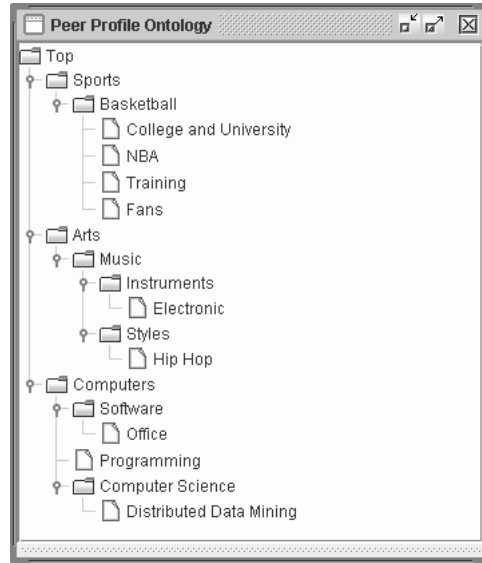 Peer Profile Ontology
Top
Sports
Basketball
College and University
NBA
Training
Fans
Arts
Music
Instruments
Electronic
Styles
Hip Hop
Computers
Software
Office
Programming
Computer Science
Distributed Data Mining